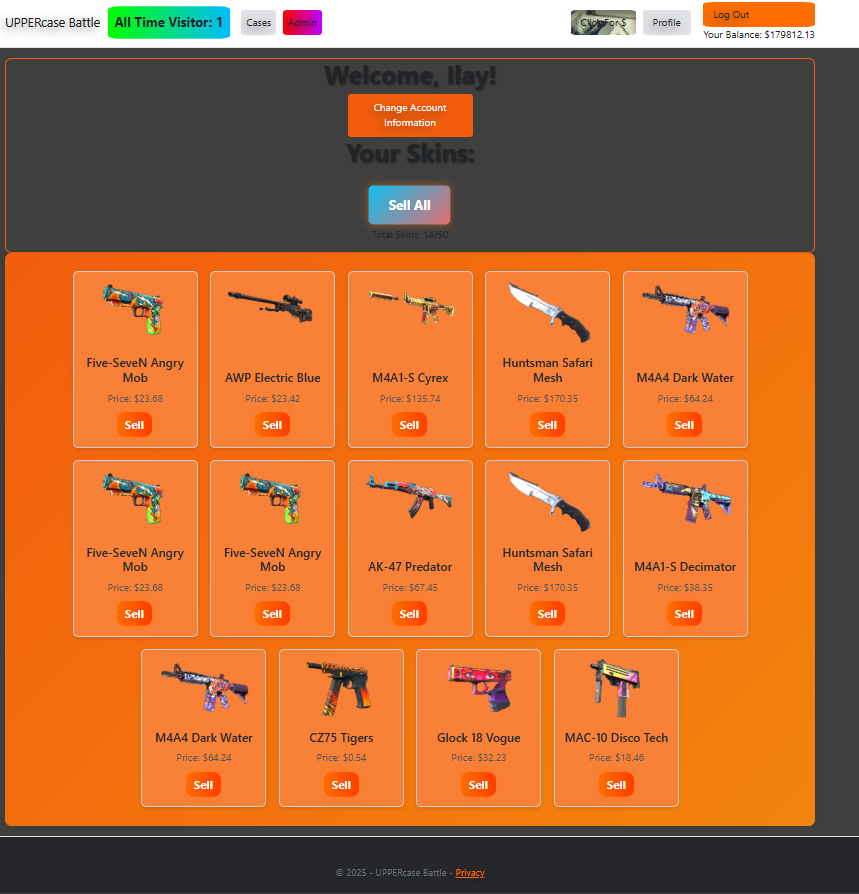 UPPERcase Battle
All Time Visitor: 1
Cases
Admin
Click For $
Profile
Log Out
Your Balance: $179812.13
Welcome, Ilay!
Change Account
Information
Your Skins:
Sell All
Total Skins: 14/50
Five-SeveN Angry
Mob
Price: $23.68
Sell
AWP Electric Blue
Price: $23.42
Sell
M4A1-S Cyrex
Price: $135.74
Sell
Huntsman Safari
Mesh
Price: $170.35
Sell
M4A4 Dark Water
Price: $64.24
Sell
Five-SeveN Angry
Mob
Price: $23.68
Sell
Five-SeveN Angry
Mob
Price: $23.68
Sell
AK-47 Predator
Price: $67.45
Sell
Huntsman Safari
Mesh
Price: $170.35
Sell
M4A1-S Decimator
Price: $38.35
Sell
M4A4 Dark Water
Price: $64.24
Sell
CZ75 Tigers
Price: $0.54
Sell
Glock 18 Vogue
Price: $32.23
Sell
MAC-10 Disco Tech
Price: $18.46
Sell
© 2025 - UPPERcase Battle - Privacy